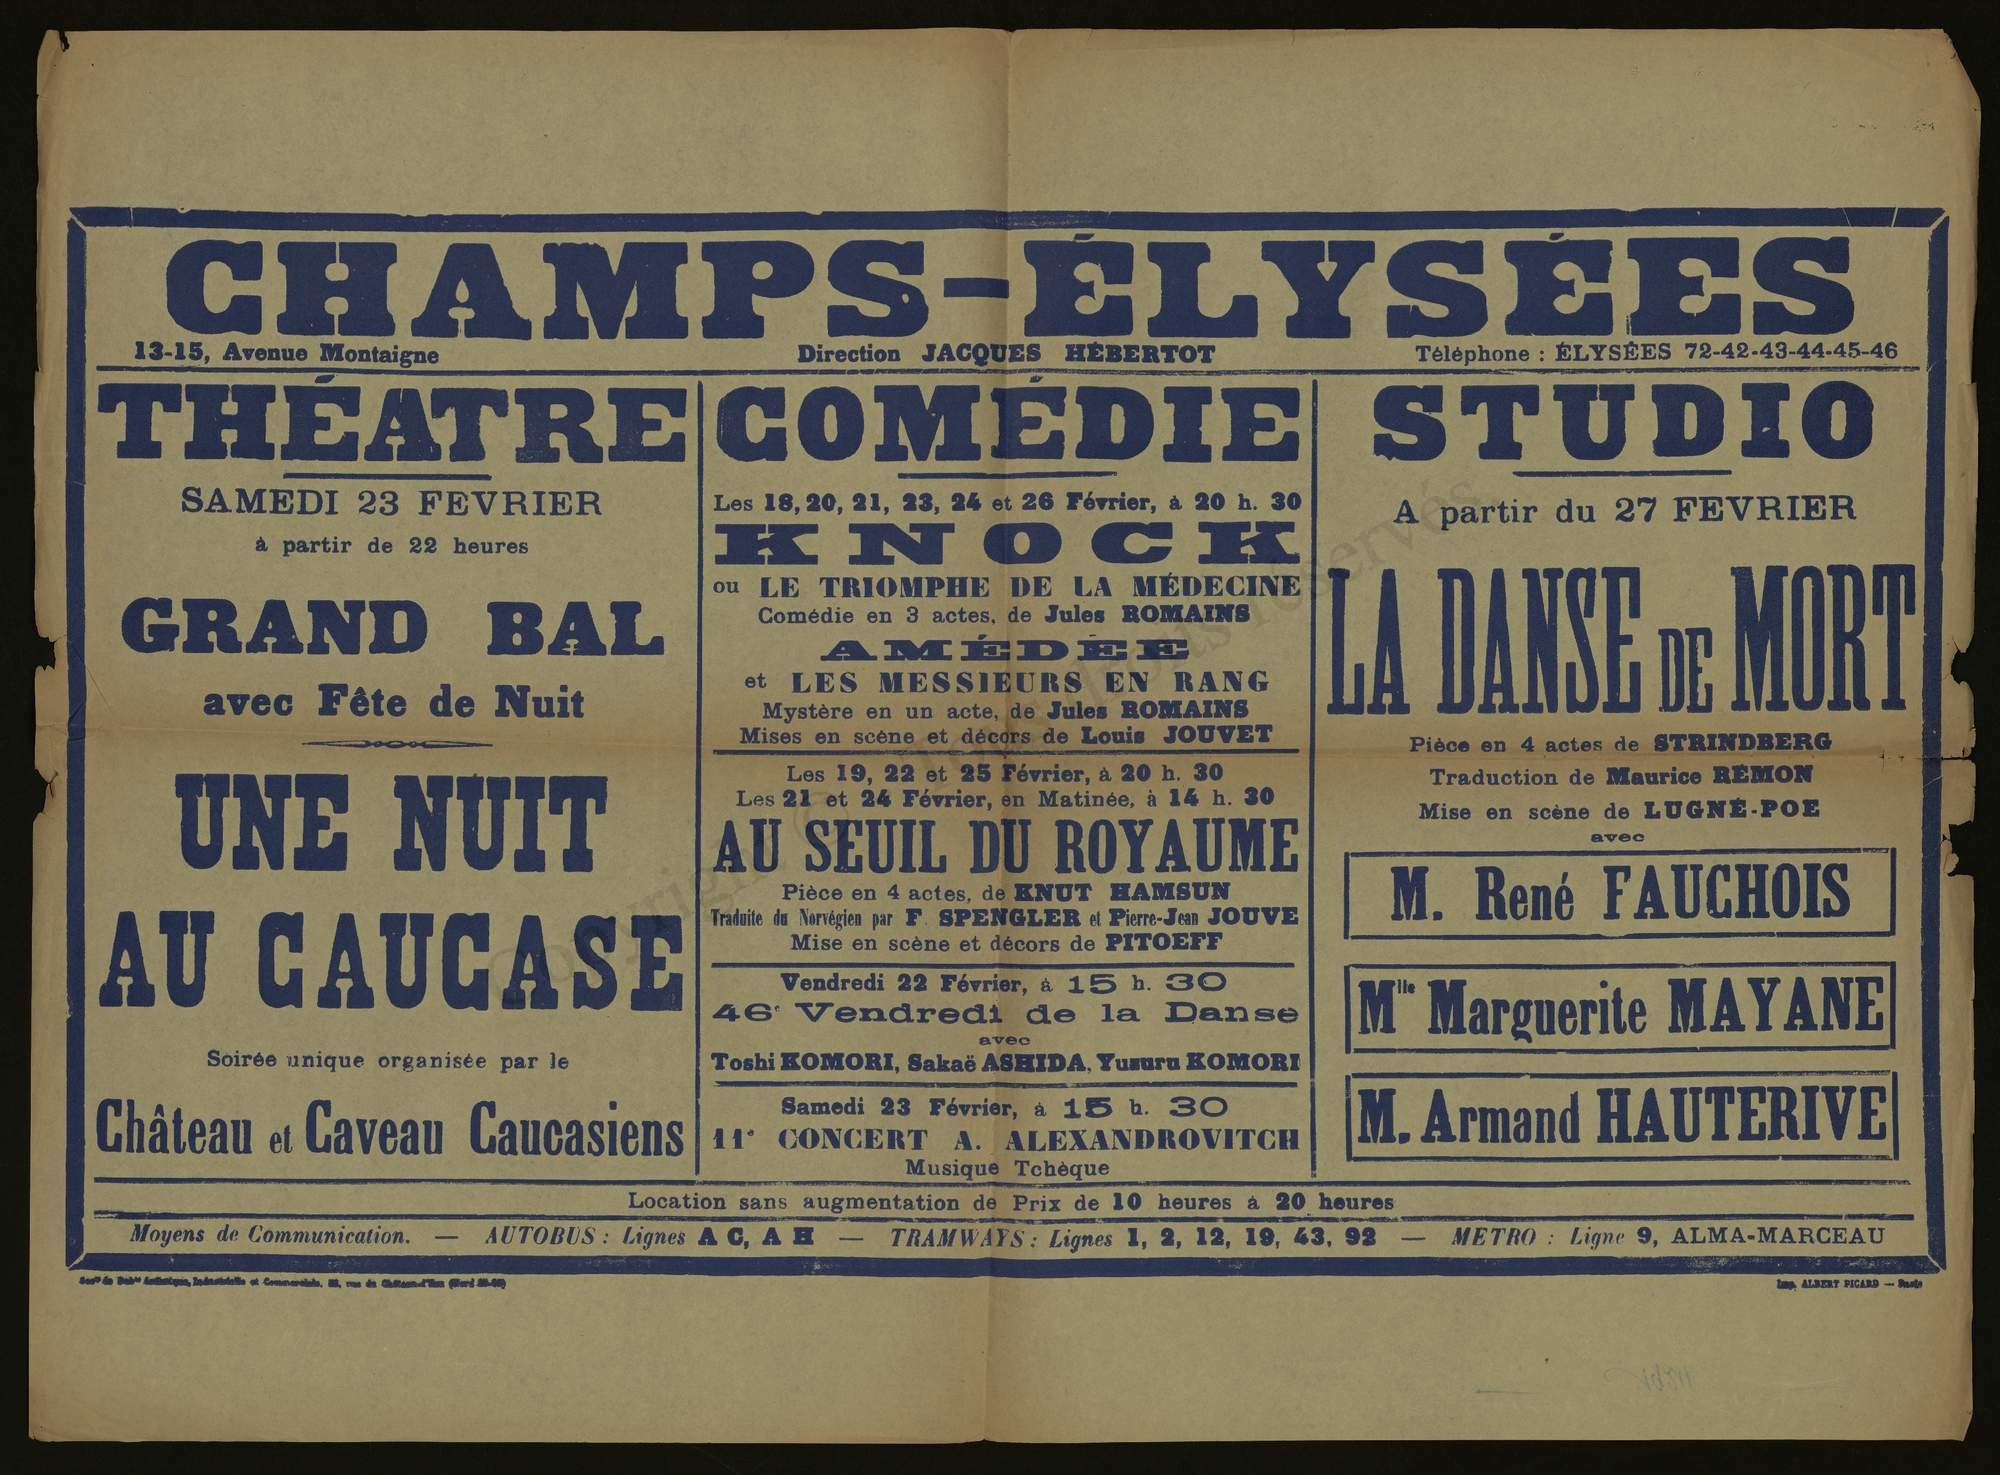 CHAMPS-ÉLYSÉES
13-15, Avenue Montaigne
Direction JACQUES HÉBERTOT
Téléphone : ÉLYSÉES 72-42-43-44-45-46
THÉATRE
SAMEDI 23 FEVRIER
à partir de 22 heures
GRAND BAL
avec Fête de Nuit
UNE NUIT
AU CAUCASE
Soirée unique organisée par le
Château et Caveau Caucasiens
COMÉDIE
Les 18, 20, 21, 23, 24 et 26 Février, à 20 h. 30
KNOCK
ou LE TRIOMPHE DE LA MÉDECINE
Comédie en 3 actes, de Jules ROMAINS
AMÉDÉE
et LES MESSIEURS EN RANG
Mystère en un acte, de Jules ROMAINS
Mises en scène et décors de Louis JOUVET
Les 19, 22 et 25 Février, à 20 h. 30
Les 21 et 24 Février, en Matinée, à 14 h. 30
AU SEUIL DU ROYAUME
Pièce en 4 actes, de KNUT HAMSUN
Traduite du Norvégien par F. SPENGLER et Pierre-Jean JOUVE
Mise en scène et décors de PITOEFF
Vendredi 22 Février, à 15 h. 30
46e Vendredi de la Danse
avec
Toshi KOMORI, Sakaë ASHIDA, Yusuru KOMORI
Samedi 23 Février, à 15 h. 30
11e CONCERT A. ALEXANDROVITCH
Musique Tchèque
STUDIO
A partir du 27 FEVRIER
LA DANSE DE MORT
Pièce en 4 actes de STRINDBERG
Traduction de Maurice RÉMON
Mise en scène de LUGNÉ-POE
avec
M. René FAUCHOIS
Mlle Marguerite MAYANE
M. Armand HAUTERIVE
Location sans augmentation de Prix de 10 heures à 20 heures
Moyens de Communication. — AUTOBUS : Lignes AC, AH — TRAMWAYS : Lignes 1, 2, 12, 19, 43, 92 — METRO : Ligne 9, ALMA-MARCEAU
Artistique, Industrielle et Commerciale,
Imp. ALBERT PICARD — Paris
Copyright © Tous droits réservés